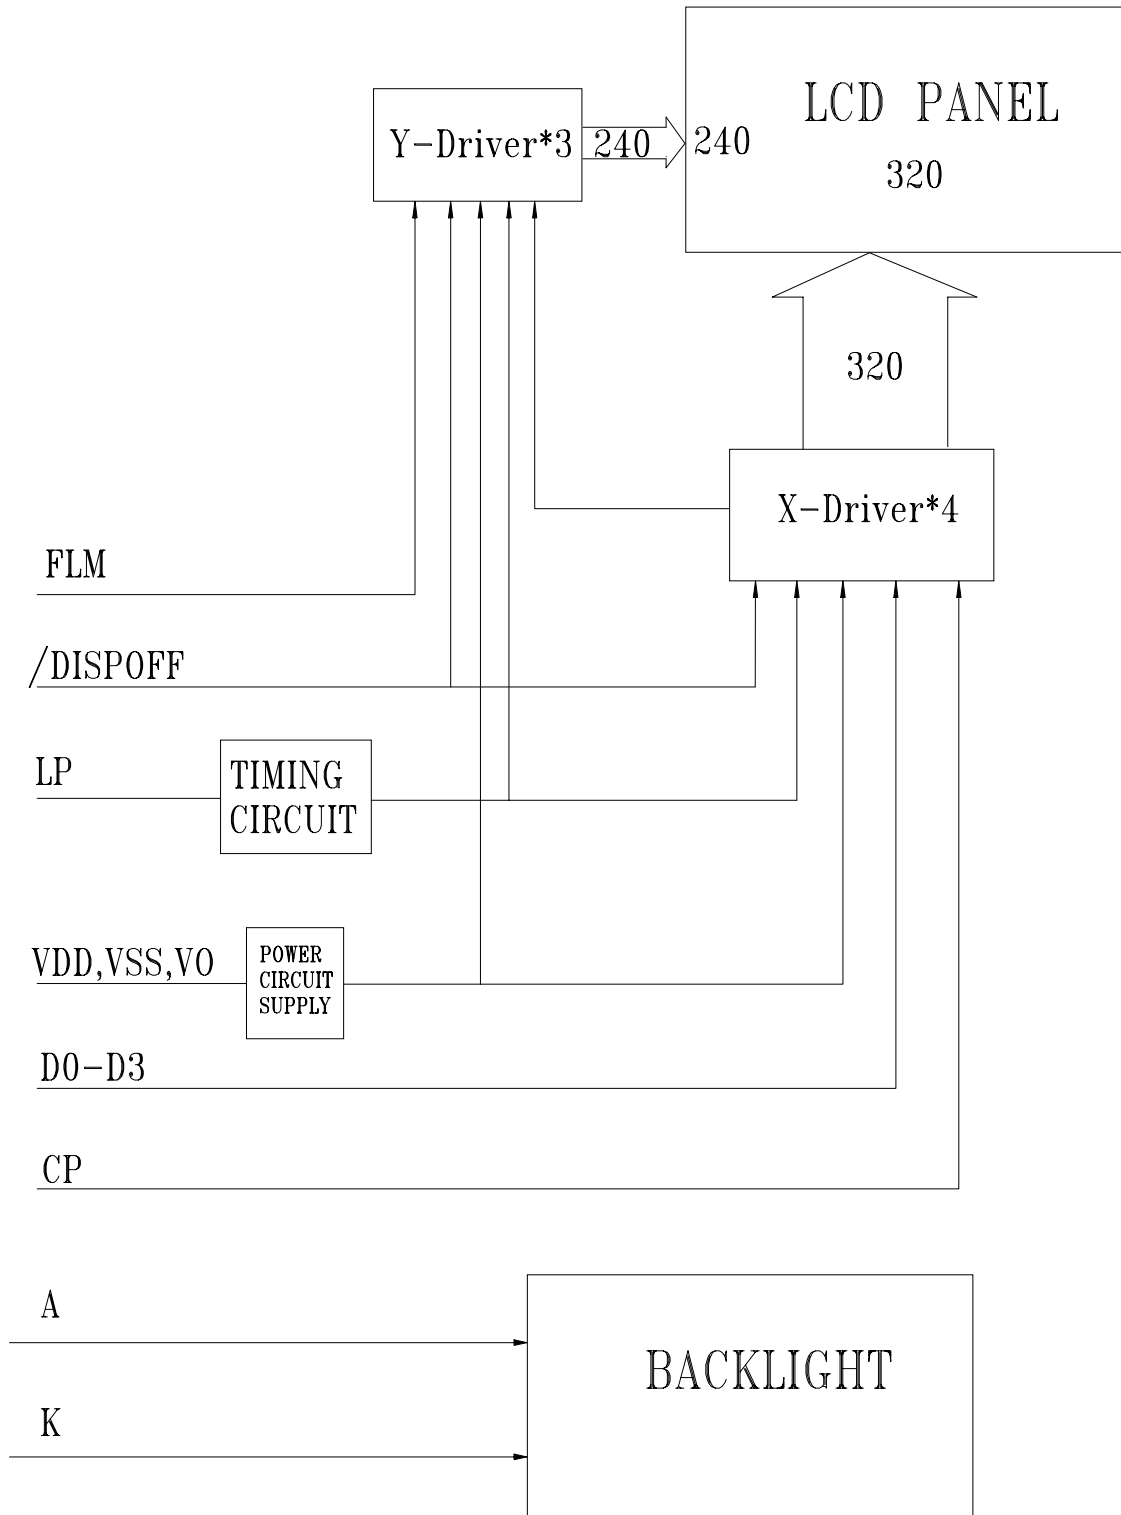 LCD PANEL
Y-Driver*3
240
240
320
320
X-Driver*4
FLM
/DISPOFF
LP
TIMING
CIRCUIT
VDD,VSS,VO
POWER
CIRCUIT
SUPPLY
D0-D3
CP
A
BACKLIGHT
K